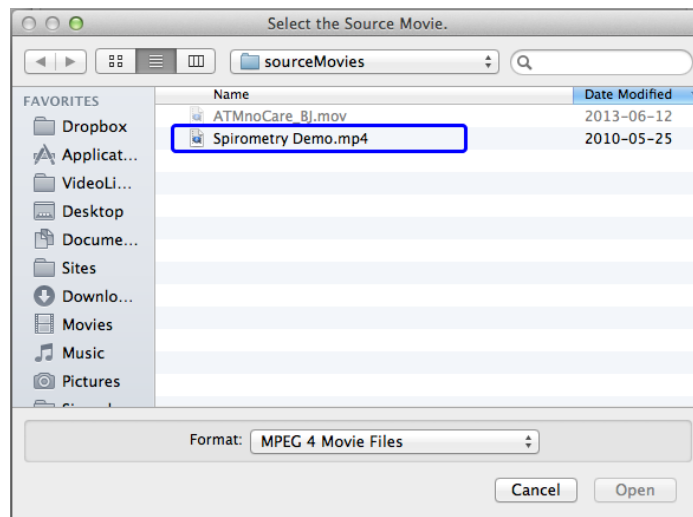 Select the Source Movie.
sourceMovies
FAVORITES
Dropbox
Applicat...
VideoLi...
Desktop
Docume...
Sites
Downlo...
Movies
Music
Pictures
Name Date Modified
ATMnoCare_BJ.mov 2013-06-12
Spirometry Demo.mp4 2010-05-25
Format: MPEG 4 Movie Files
Cancel Open